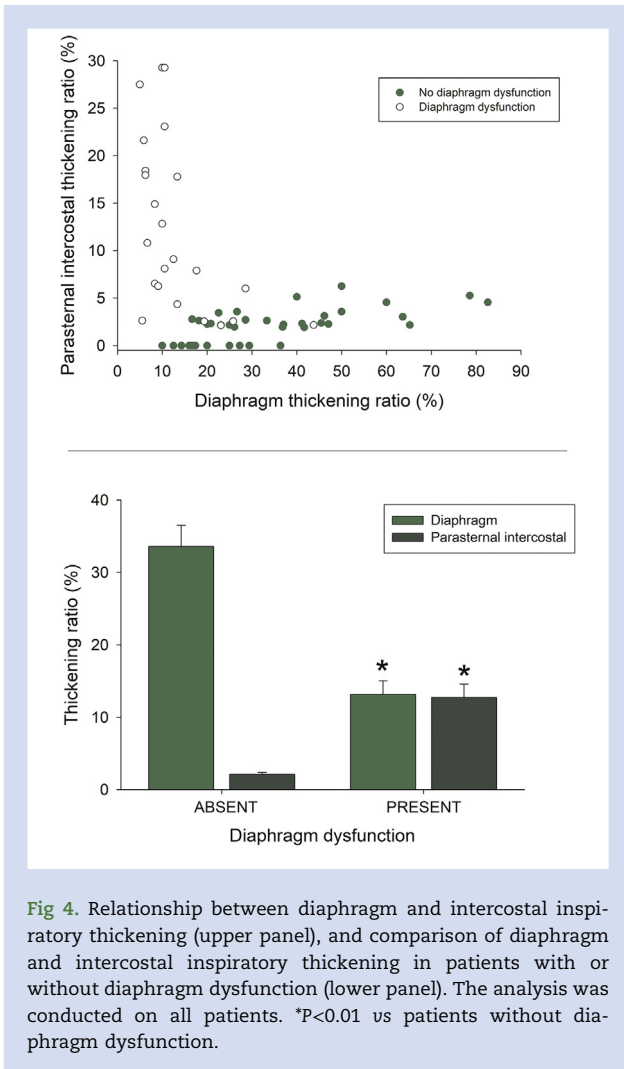 Parasternal intercostal thickening ratio (%)
30
25
20
15
10
5
0
No diaphragm dysfunction
Diaphragm dysfunction
0 10 20 30 40 50 60 70 80 90
Diaphragm thickening ratio (%)
Thickening ratio (%)
40
30
20
10
0
Diaphragm
Parasternal intercostal
* *
ABSENT PRESENT
Diaphragm dysfunction
Fig 4. Relationship between diaphragm and intercostal inspi-
ratory thickening (upper panel), and comparison of diaphragm
and intercostal inspiratory thickening in patients with or
without diaphragm dysfunction (lower panel). The analysis was
conducted on all patients. *P<0.01 vs patients without dia-
phragm dysfunction.